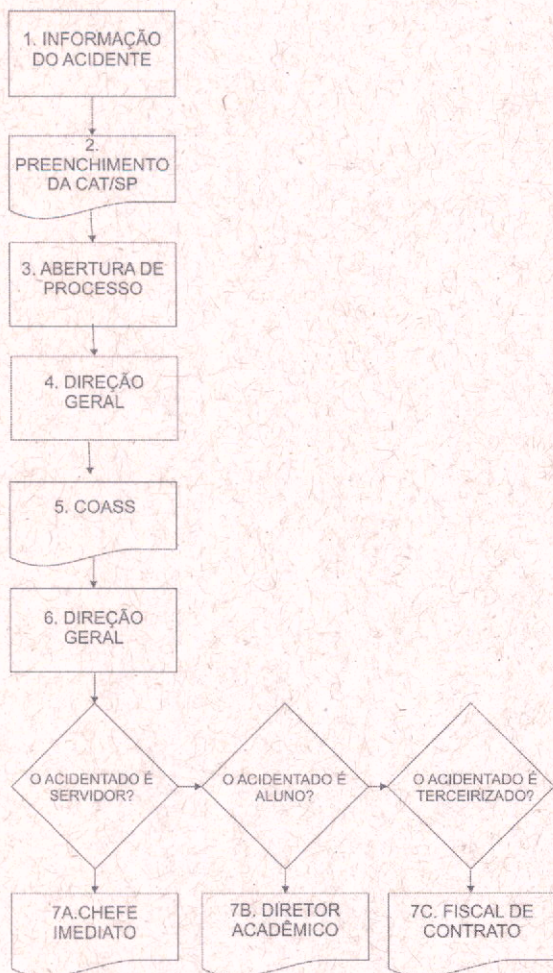 1. INFORMAÇÃO
DO ACIDENTE
2.
PREENCHIMENTO
DA CAT/SP
3. ABERTURA DE
PROCESSO
4. DIREÇÃO
GERAL
5. COASS
6. DIREÇÃO
GERAL
O ACIDENTADO É
SERVIDOR?
O ACIDENTADO É
ALUNO?
O ACIDENTADO É
TERCEIRIZADO?
7A.CHEFE
IMEDIATO
7B. DIRETOR
ACADÊMICO
7C. FISCAL DE
CONTRATO